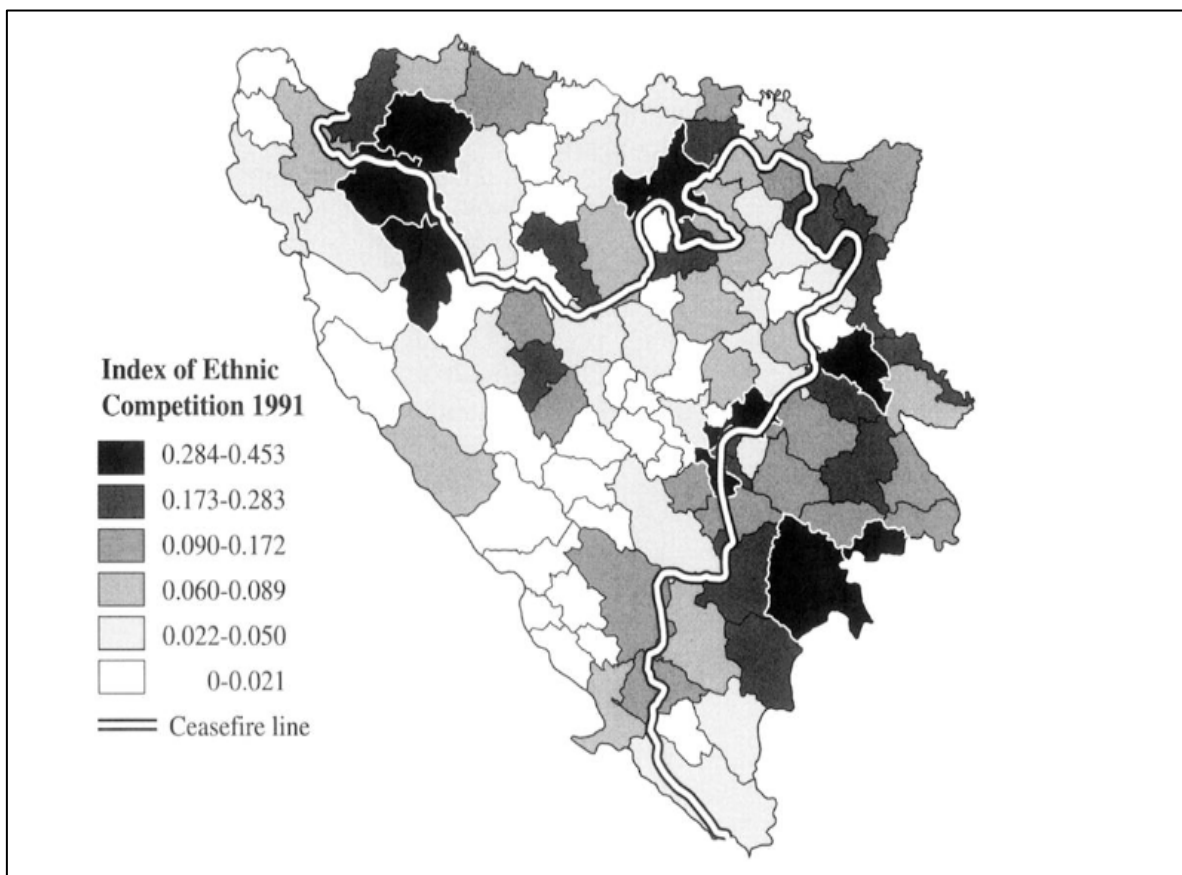 Index of Ethnic
Competition 1991
0.284-0.453
0.173-0.283
0.090-0.172
0.060-0.089
0.022-0.050
0-0.021
Ceasefire line